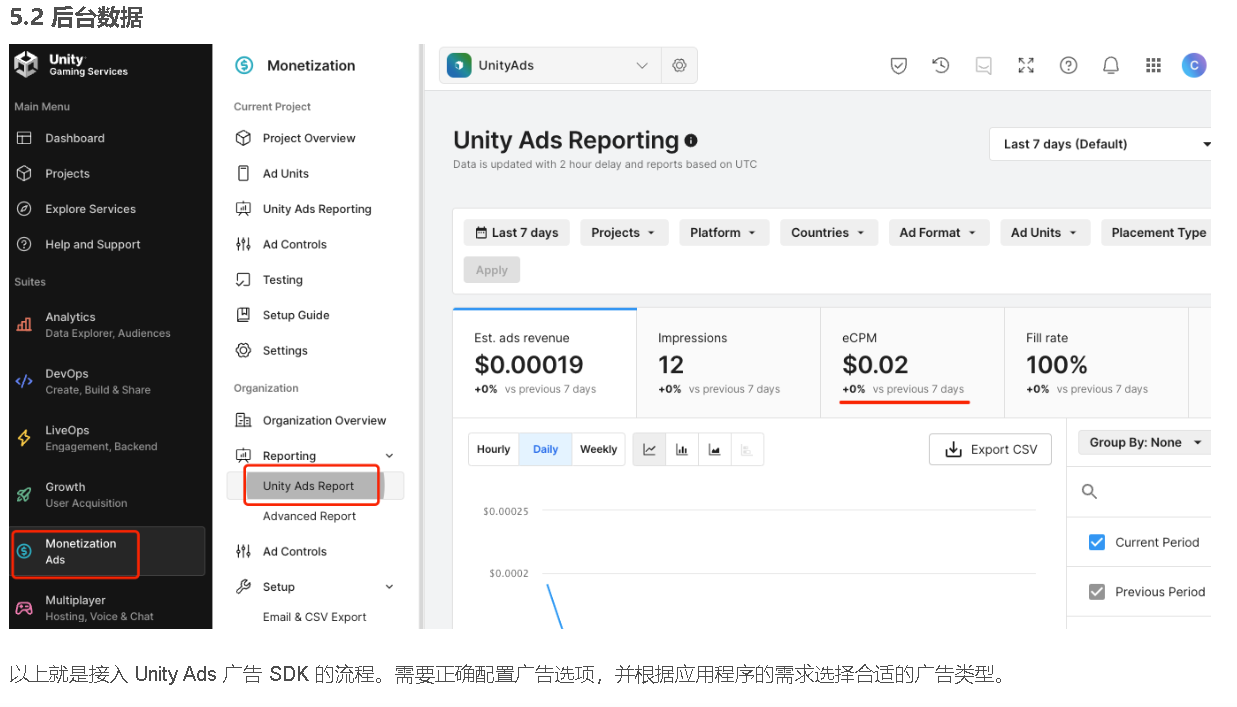 5.2 后台数据
Unity
Gaming Services
Main Menu
Dashboard
Projects
Explore Services
Help and Support
Suites
Analytics
Data Explorer, Audiences
DevOps
Create, Build & Share
LiveOps
Engagement, Backend
Growth
User Acquisition
Monetization
Ads
Multiplayer
Hosting, Voice & Chat
Monetization
Current Project
Project Overview
Ad Units
Unity Ads Reporting
Ad Controls
Testing
Setup Guide
Settings
Organization
Organization Overview
Reporting
Unity Ads Report
Advanced Report
Ad Controls
Setup
Email & CSV Export
UnityAds
C
Unity Ads Reporting
Data is updated with 2 hour delay and reports based on UTC
Last 7 days (Default)
Last 7 days Projects Platform Countries Ad Format Ad Units Placement Type
Apply
Est. ads revenue
$0.00019
+0% vs previous 7 days
Impressions
12
+0% vs previous 7 days
eCPM
$0.02
+0% vs previous 7 days
Fill rate
100%
+0% vs previous 7 days
Hourly Daily Weekly
Export CSV
Group By: None
$0.00025
$0.0002
Current Period
Previous Period
以上就是接入 Unity Ads 广告 SDK 的流程。需要正确配置广告选项，并根据应用程序的需求选择合适的广告类型。